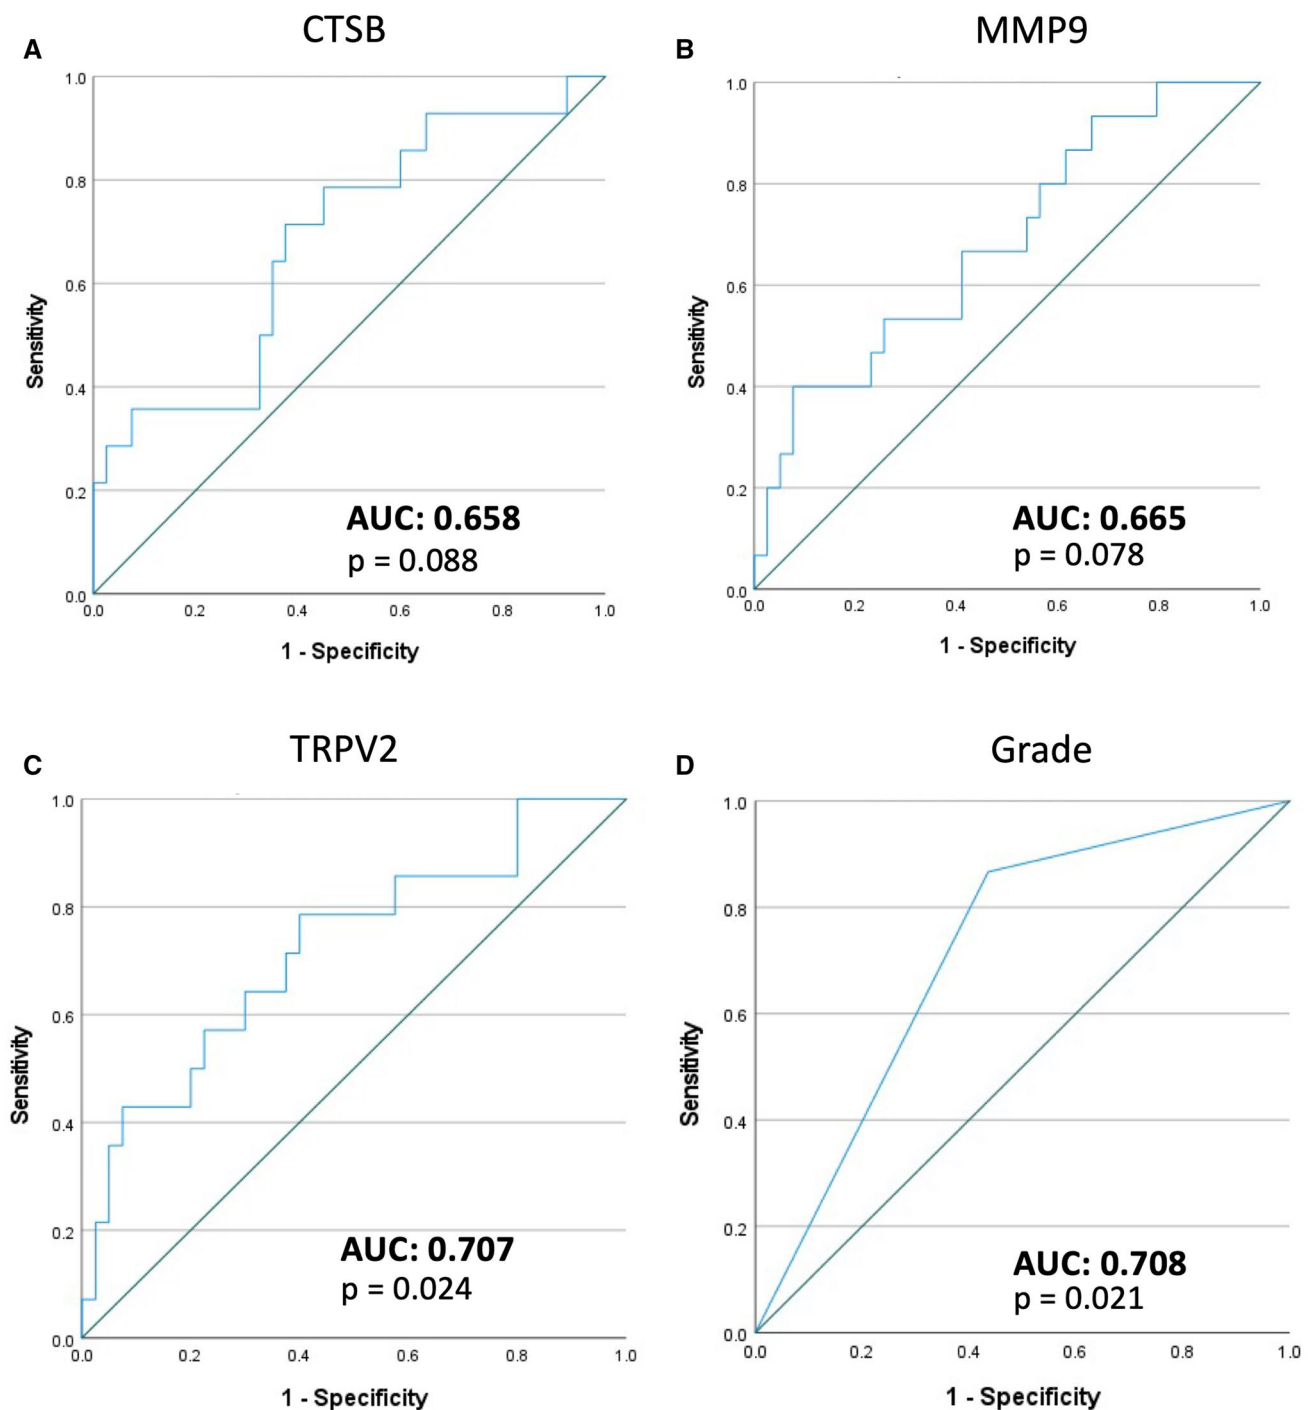 A
CTSB
1.0
0.8
0.6
0.4
0.2
0.0
Sensitivity
AUC: 0.658
p = 0.088
0.0 0.2 0.4 0.6 0.8 1.0
1 - Specificity
B
MMP9
1.0
0.8
0.6
0.4
0.2
0.0
Sensitivity
AUC: 0.665
p = 0.078
0.0 0.2 0.4 0.6 0.8 1.0
1 - Specificity
C
TRPV2
1.0
0.8
0.6
0.4
0.2
0.0
Sensitivity
AUC: 0.707
p = 0.024
0.0 0.2 0.4 0.6 0.8 1.0
1 - Specificity
D
Grade
1.0
0.8
0.6
0.4
0.2
0.0
Sensitivity
AUC: 0.708
p = 0.021
0.0 0.2 0.4 0.6 0.8 1.0
1 - Specificity